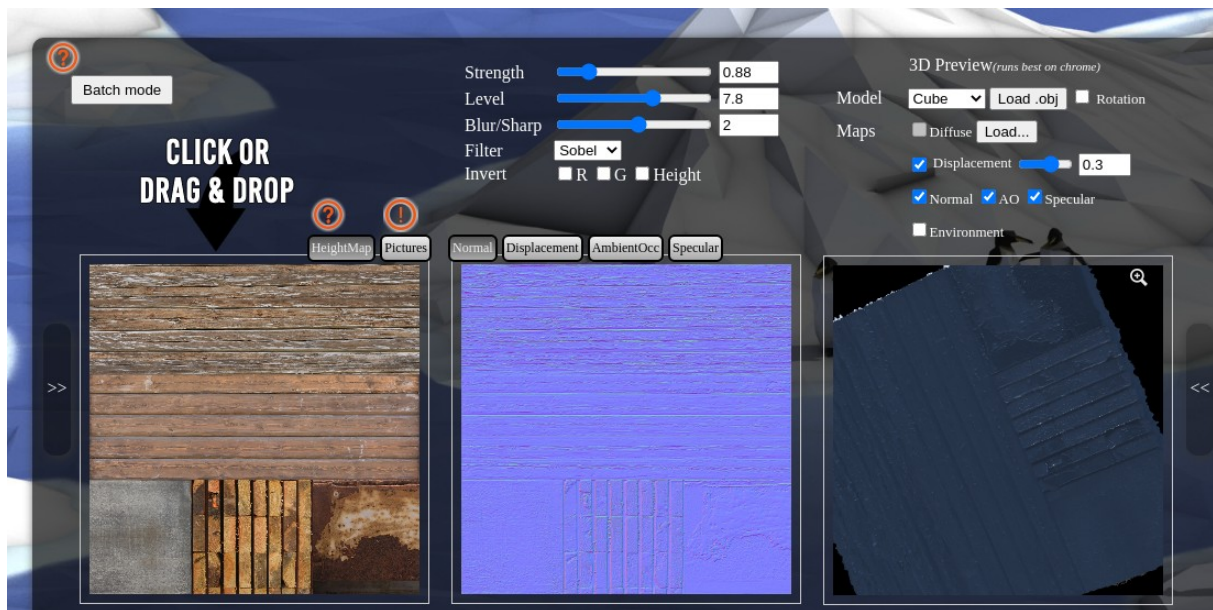 ?
Batch mode
CLICK OR
DRAG & DROP
? !
HeightMap Pictures
>>
Strength 0.88
Level 7.8
Blur/Sharp 2
Filter Sobel
Invert R G Height
Normal Displacement AmbientOcc Specular
3D Preview(runs best on chrome)
Model Cube Load .obj Rotation
Maps Diffuse Load...
Displacement 0.3
Normal AO Specular
Environment
<<